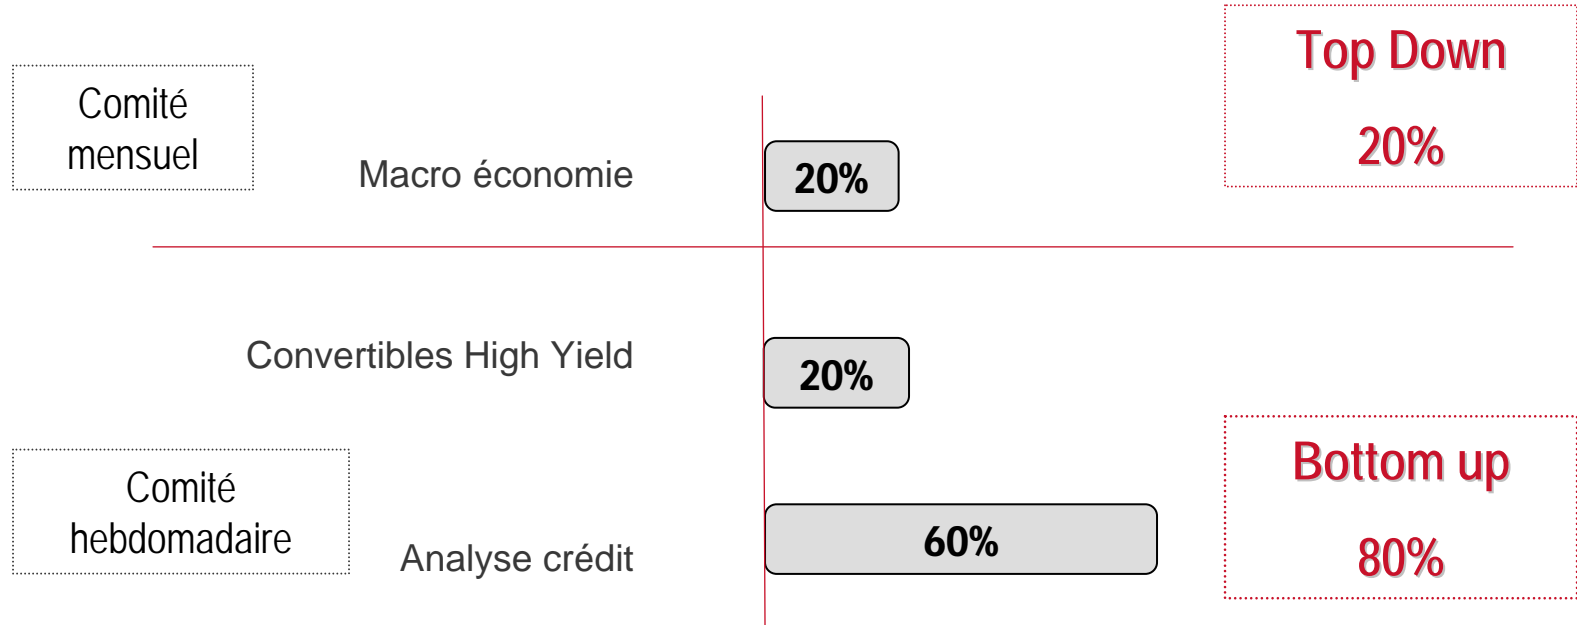 Top Down
20%
Comité
mensuel
Macro économie
20%
Convertibles High Yield
20%
Bottom up
80%
Comité
hebdomadaire
Analyse crédit
60%